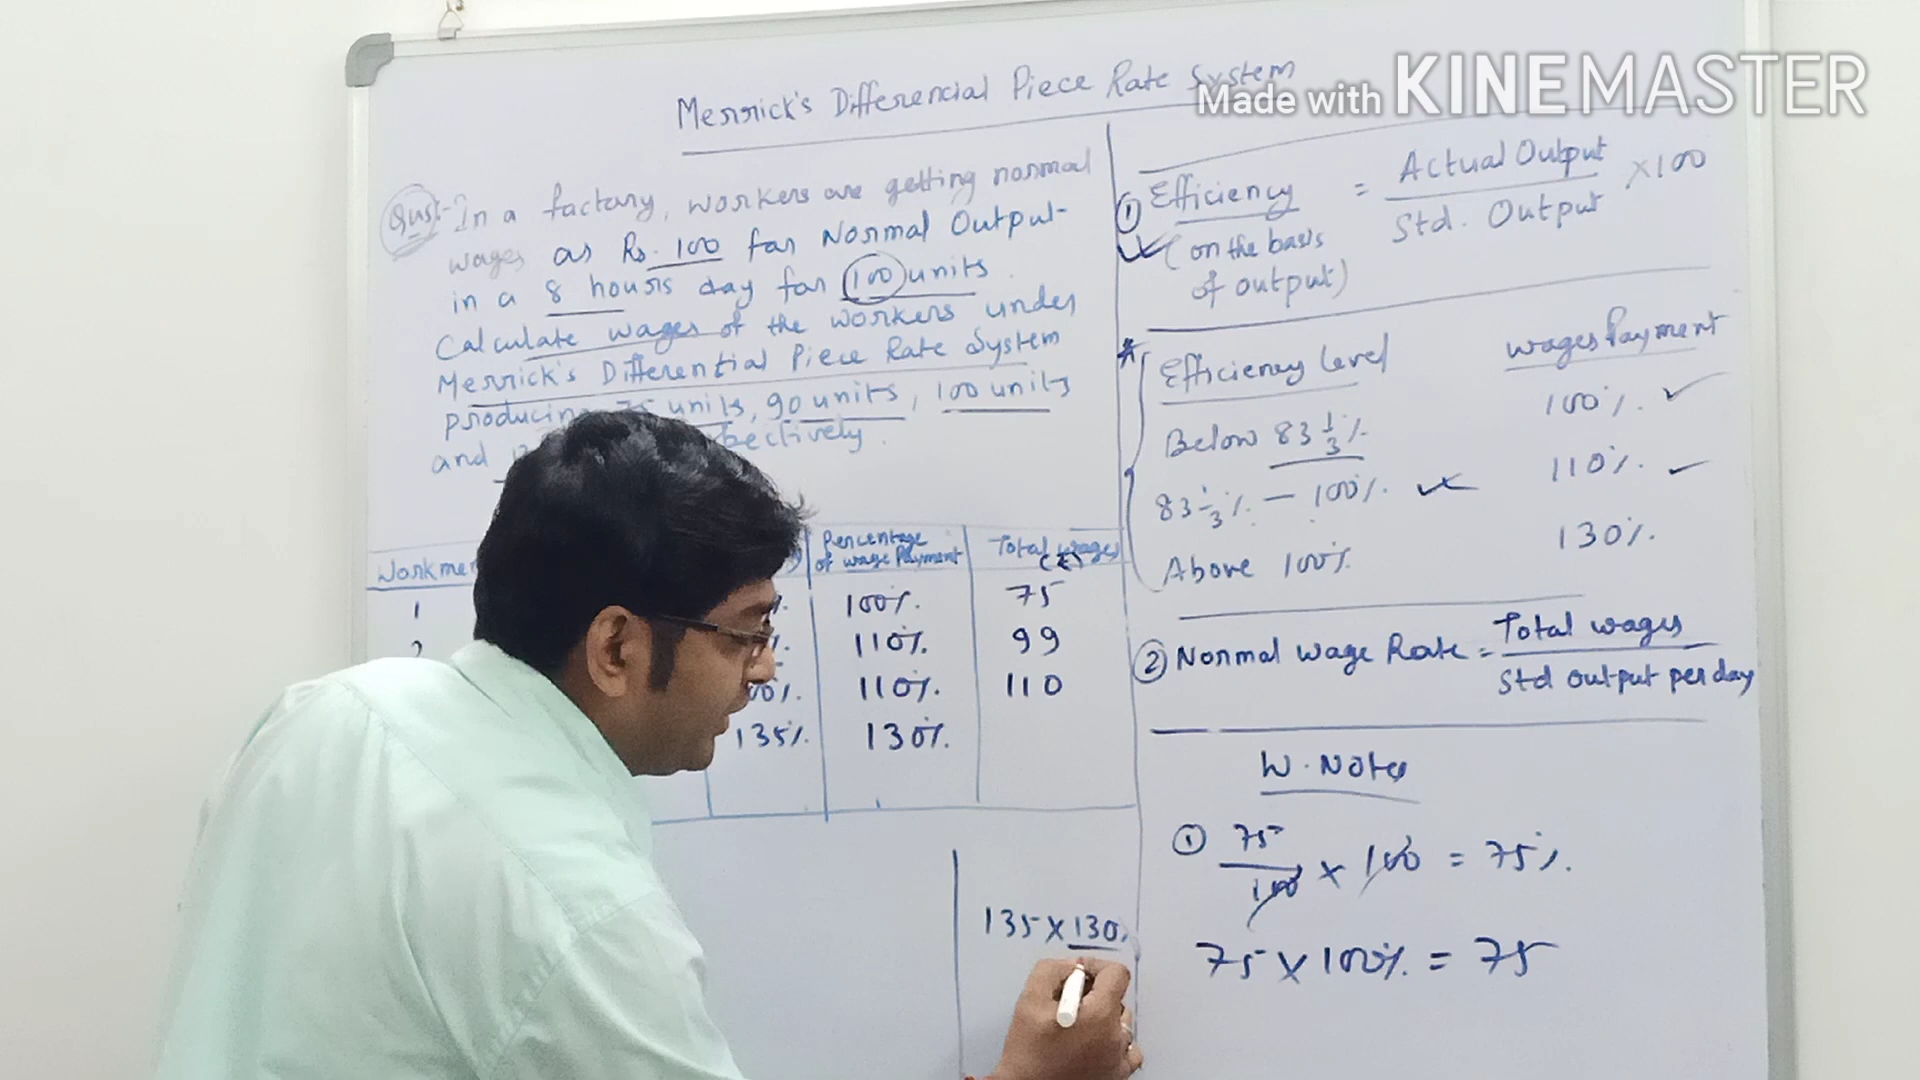 Merrick's Differencial Piece Rate System
Made with KINEMASTER
Qus:- In a factory, workers are getting normal
wages as Rs. 100 for Normal Output
in a 8 hours day for 100 units.
Calculate wages of the workers under
Merrick's Differential Piece Rate System
producing 75 units, 90 units, 100 units
and
① Efficiency = Actual Output / Std. Output × 100
(on the basis
of output)
* Efficiency Level Wages Payment
Below 83 1/3 % 100%
83 1/3 % — 100% 110%
Above 100% 130%
② Normal Wage Rate = Total wages / Std output per day
Workmen Percentage of Wage Payment Total wages (₹)
1 100% 75
2 110% 99
110% 110
135% 130%
135 × 130
W. Notes
① 75 / 100 × 100 = 75%.
75 × 100% = 75